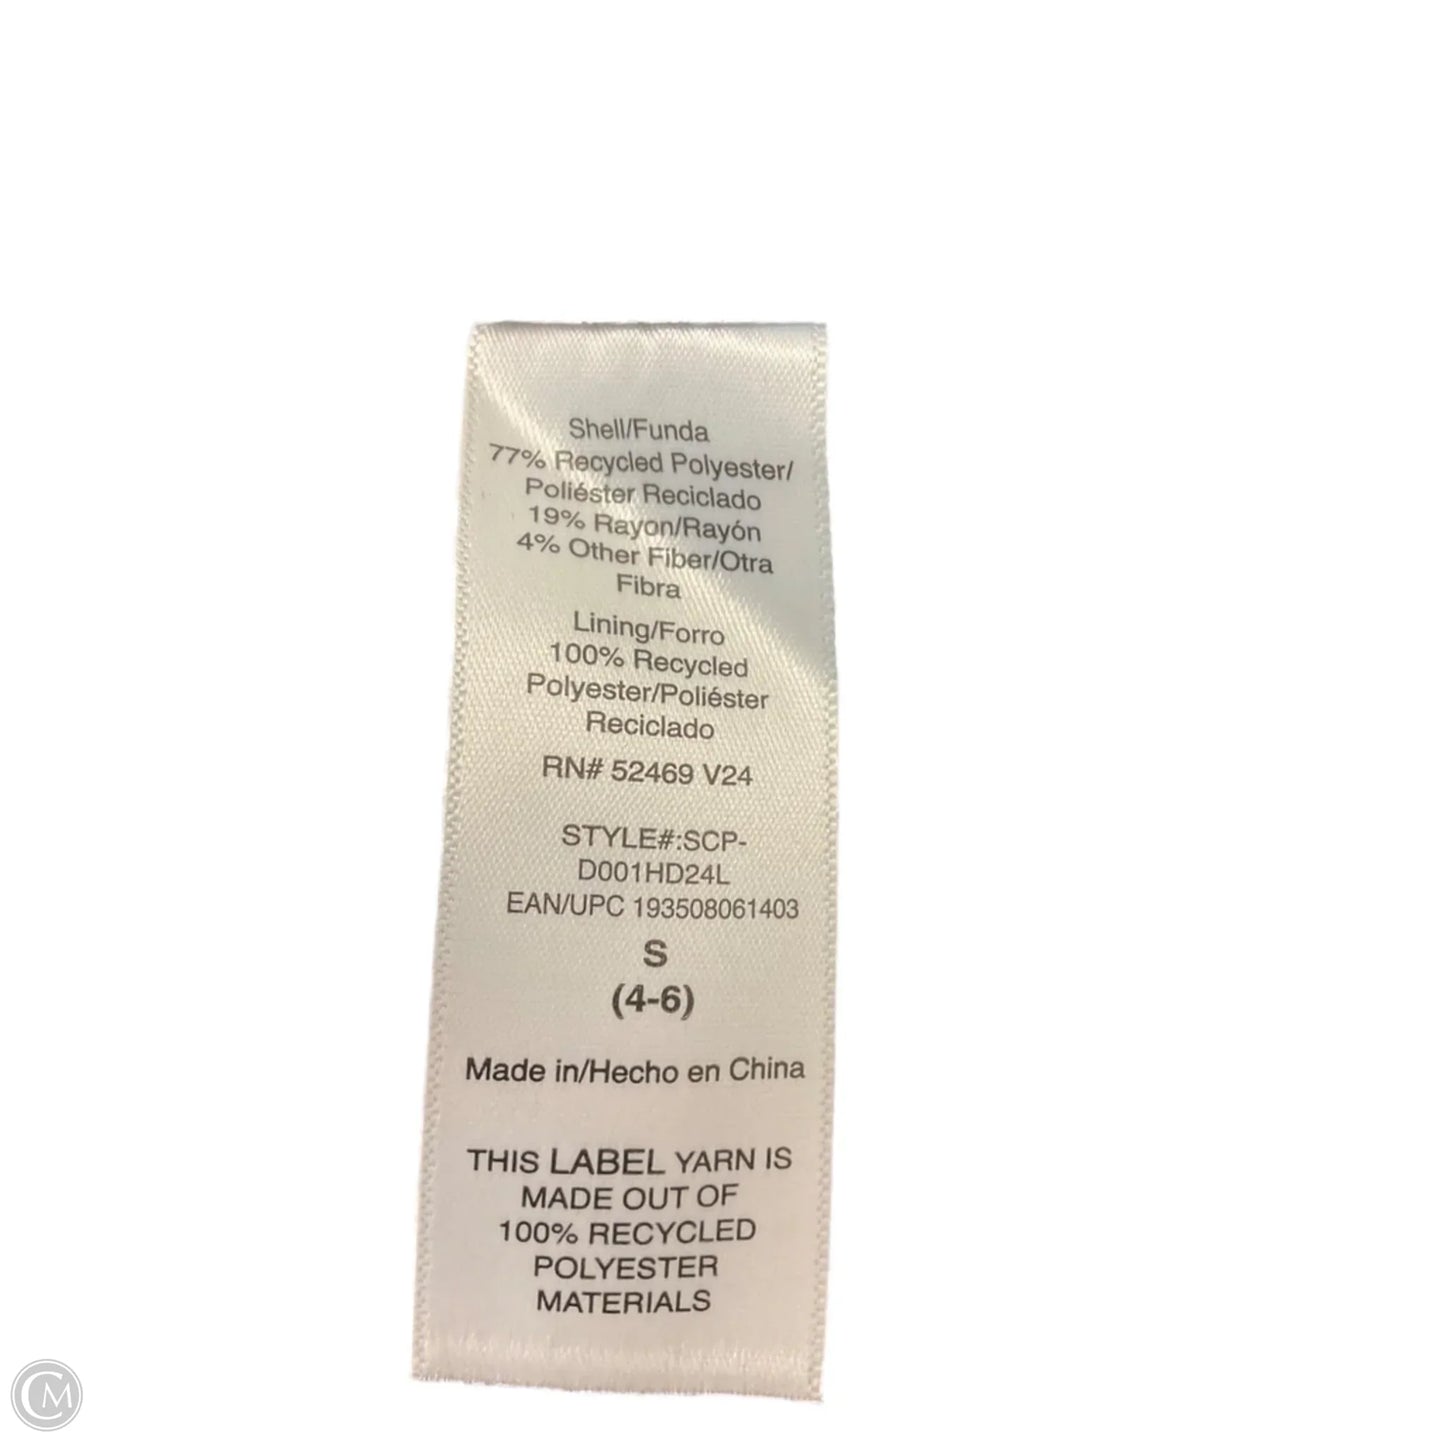 Shell/Funda
77% Recycled Polyester/
Poliéster Reciclado
19% Rayon/Rayón
4% Other Fiber/Otra
Fibra
Lining/Forro
100% Recycled
Polyester/Poliéster
Reciclado
RN# 52469 V24
STYLE#:SCP-
D001HD24L
EAN/UPC 193508061403
S
(4-6)
Made in/Hecho en China
THIS LABEL YARN IS
MADE OUT OF
100% RECYCLED
POLYESTER
MATERIALS
CM